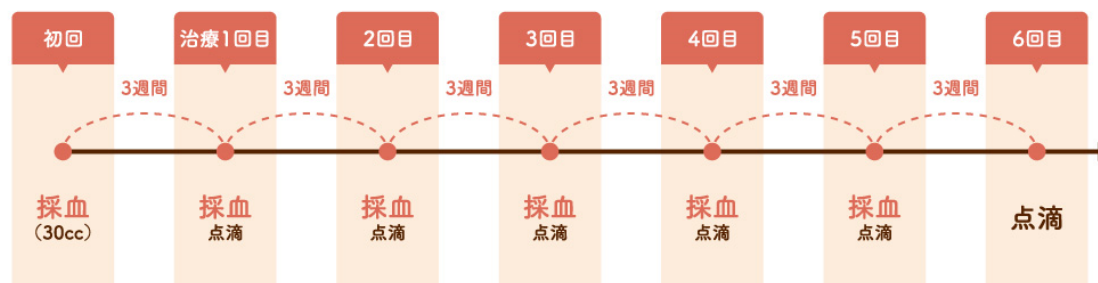 初回
治療1回目
2回目
3回目
4回目
5回目
6回目
3週間
3週間
3週間
3週間
3週間
3週間
採血
(30cc)
採血
点滴
採血
点滴
採血
点滴
採血
点滴
採血
点滴
点滴